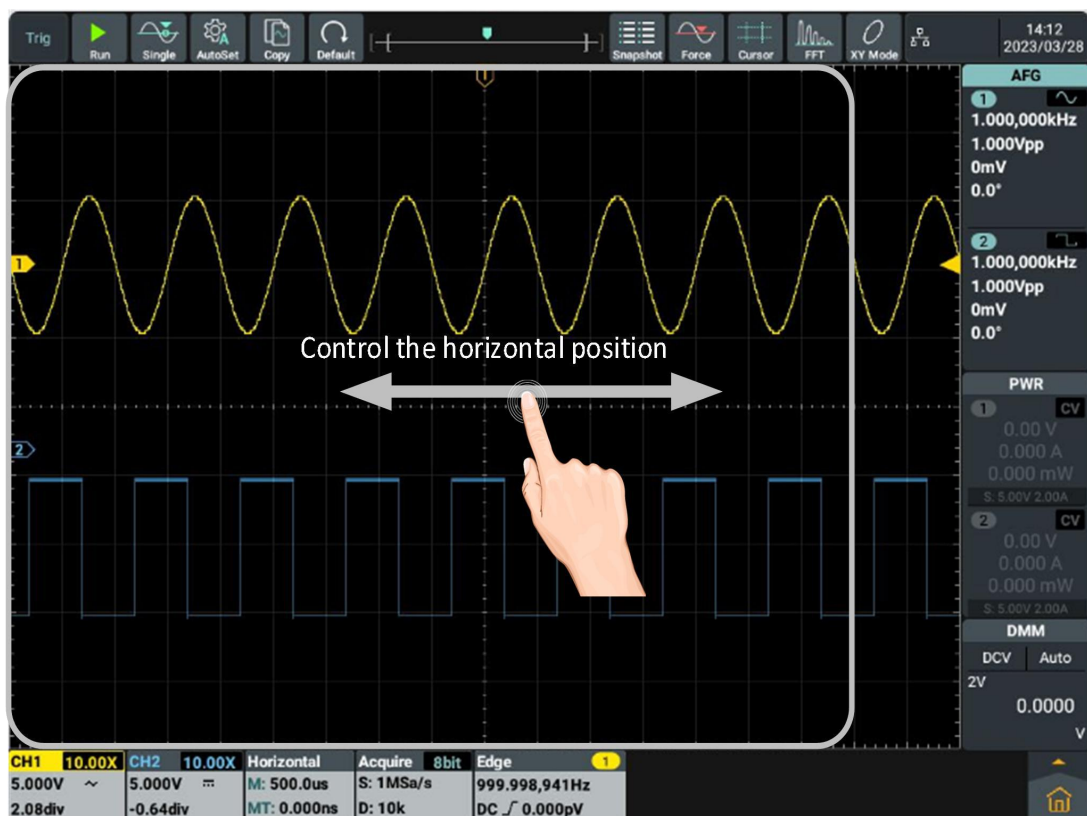 Trig
Run
Single
AutoSet
Copy
Default
Snapshot
Force
Cursor
FFT
XY Mode
14:12
2023/03/28
T
AFG
1
1.000,000kHz
1.000Vpp
0mV
0.0°
2
1.000,000kHz
1.000Vpp
0mV
0.0°
1
Control the horizontal position
2
PWR
1 CV
0.00 V
0.000 A
0.000 mW
S: 5.00V 2.00A
2 CV
0.00 V
0.000 A
0.000 mW
S: 5.00V 2.00A
DMM
DCV Auto
2V
0.0000
V
CH1 10.00X CH2 10.00X Horizontal Acquire 8bit Edge 1
5.000V 5.000V M: 500.0us S: 1MSa/s 999.998,941Hz
2.08div -0.64div MT: 0.000ns D: 10k DC 0.000pV